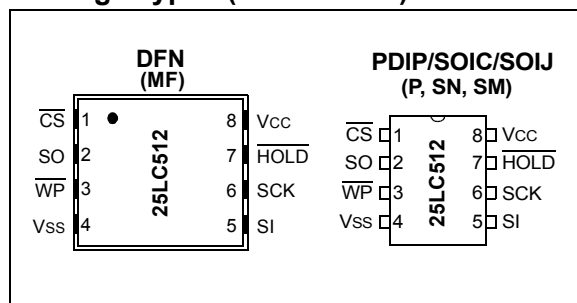 DFN
(MF)
CS 1 8 VCC
SO 2 7 HOLD
WP 3 6 SCK
VSS 4 5 SI
25LC512
PDIP/SOIC/SOIJ
(P, SN, SM)
CS 1 8 VCC
SO 2 7 HOLD
WP 3 6 SCK
VSS 4 5 SI
25LC512